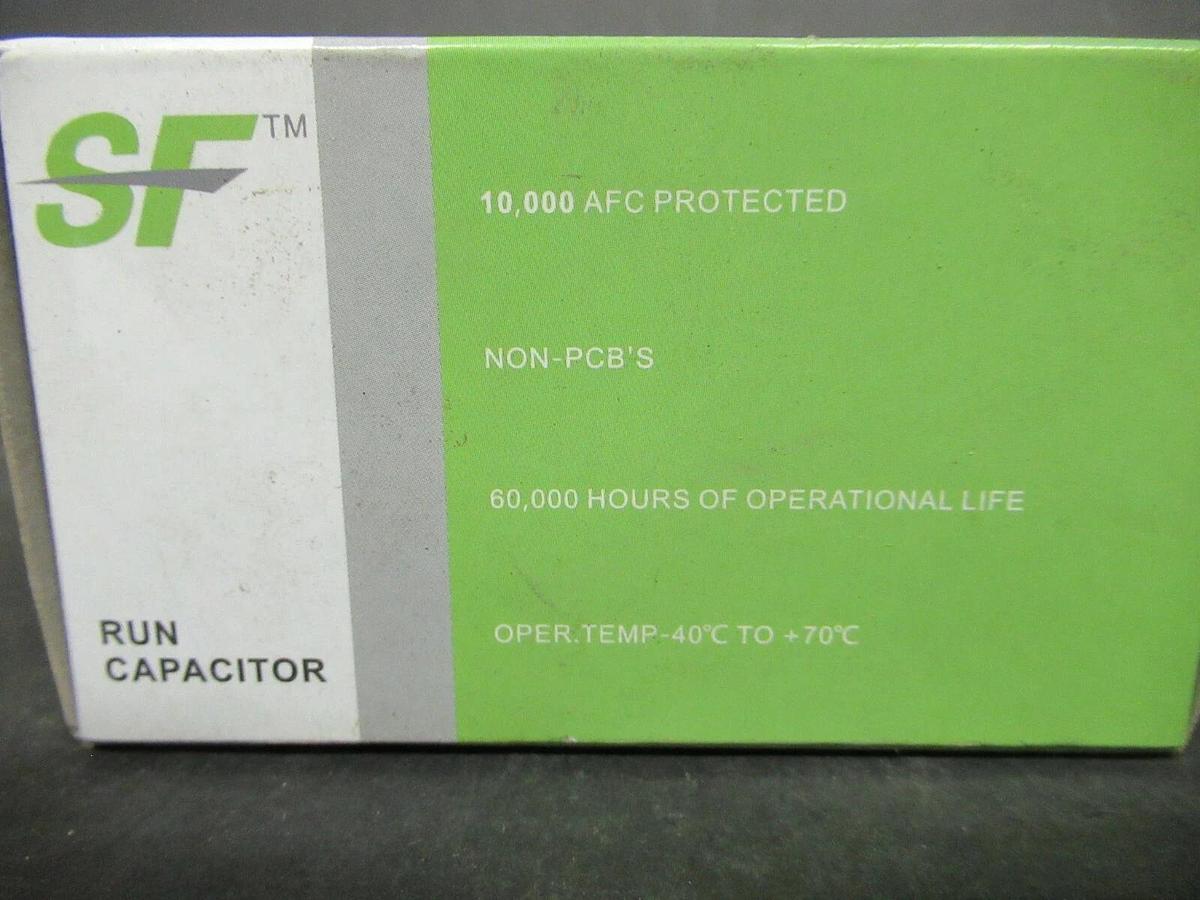 SF™
10,000 AFC PROTECTED
NON-PCB'S
60,000 HOURS OF OPERATIONAL LIFE
OPER.TEMP-40℃ TO +70℃
RUN
CAPACITOR